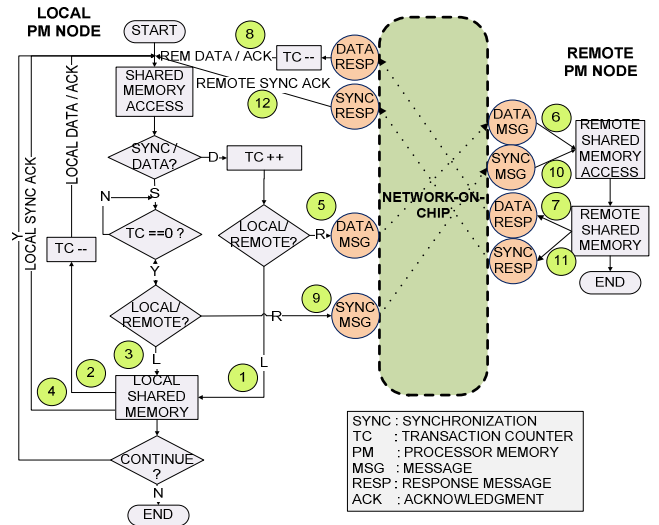 LOCAL
PM NODE
START
8
REM DATA / ACK
TC --
DATA
RESP
REMOTE
PM NODE
SHARED
MEMORY
ACCESS
REMOTE SYNC ACK
12
SYNC
RESP
DATA
MSG
6
REMOTE
SHARED
MEMORY
ACCESS
SYNC /
DATA?
D
TC ++
SYNC
MSG
10
LOCAL DATA / ACK
LOCAL SYNC ACK
Y
N
S
TC ==0 ?
LOCAL/
REMOTE?
R
5
DATA
MSG
NETWORK-ON-
CHIP
DATA
RESP
7
REMOTE
SHARED
MEMORY
TC --
SYNC
RESP
11
END
Y
LOCAL/
REMOTE?
R
9
SYNC
MSG
3
L
L
2
1
4
LOCAL
SHARED
MEMORY
CONTINUE
?
N
END
SYNC : SYNCHRONIZATION
TC : TRANSACTION COUNTER
PM : PROCESSOR MEMORY
MSG : MESSAGE
RESP : RESPONSE MESSAGE
ACK : ACKNOWLEDGMENT